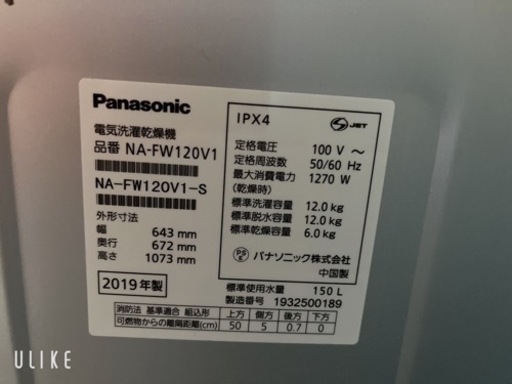 Panasonic
電気洗濯乾燥機
品番 NA-FW120V1
NA-FW120V1-S
外形寸法
幅 643 mm
奥行 672 mm
高さ 1073 mm
2019年製
IPX4
S JET
定格電圧 100 V ~
定格周波数 50/60 Hz
最大消費電力 1270 W
(乾燥時)
標準洗濯容量 12.0 kg
標準脱水容量 12.0 kg
標準乾燥容量 6.0 kg
PS E パナソニック株式会社
中国製
標準使用水量 150 L
製造番号 1932500189
消防法 基準適合 組込形 上方 側方 後方 下方
可燃物からの離隔距離(cm) 50 5 0.7 0
ULIKE